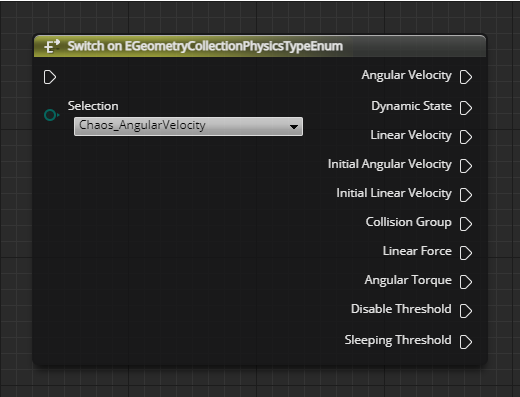 Switch on EGeometryCollectionPhysicsTypeEnum
Angular Velocity
Selection
Chaos_AngularVelocity
Dynamic State
Linear Velocity
Initial Angular Velocity
Initial Linear Velocity
Collision Group
Linear Force
Angular Torque
Disable Threshold
Sleeping Threshold